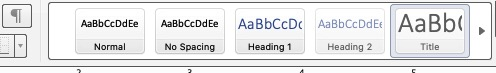 ¶
AaBbCcDdEe AaBbCcDdEe AaBbCcDc AaBbCcDdEe AaBb(
Normal No Spacing Heading 1 Heading 2 Title